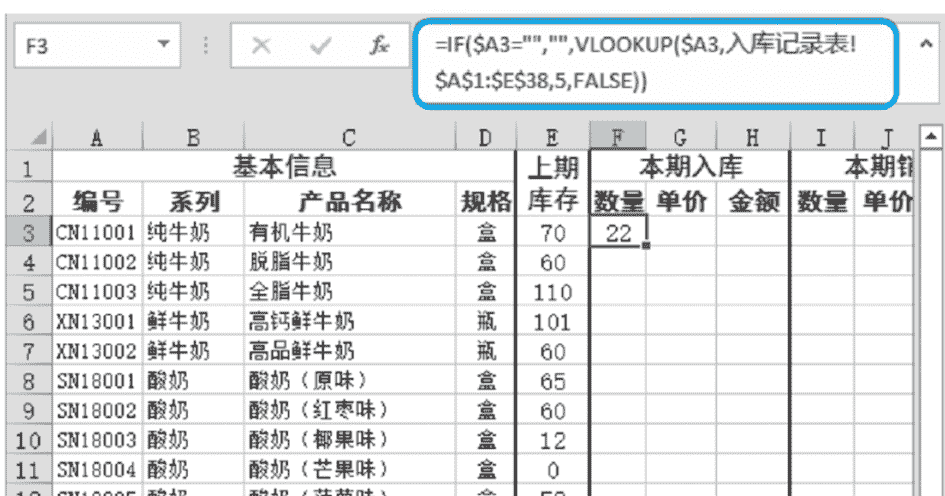 F3 fx =IF($A3="","",VLOOKUP($A3,入库记录表!
$A$1:$E$38,5,FALSE))
A B C D E F G H I J
1 基本信息 上期 本期入库 本期销
2 编号 系列 产品名称 规格 库存 数量 单价 金额 数量 单价
3 CN11001 纯牛奶 有机牛奶 盒 70 22
4 CN11002 纯牛奶 脱脂牛奶 盒 60
5 CN11003 纯牛奶 全脂牛奶 盒 110
6 XN13001 鲜牛奶 高钙鲜牛奶 瓶 101
7 XN13002 鲜牛奶 高品鲜牛奶 瓶 60
8 SN18001 酸奶 酸奶（原味） 盒 65
9 SN18002 酸奶 酸奶（红枣味） 盒 60
10 SN18003 酸奶 酸奶（椰果味） 盒 12
11 SN18004 酸奶 酸奶（芒果味） 盒 0